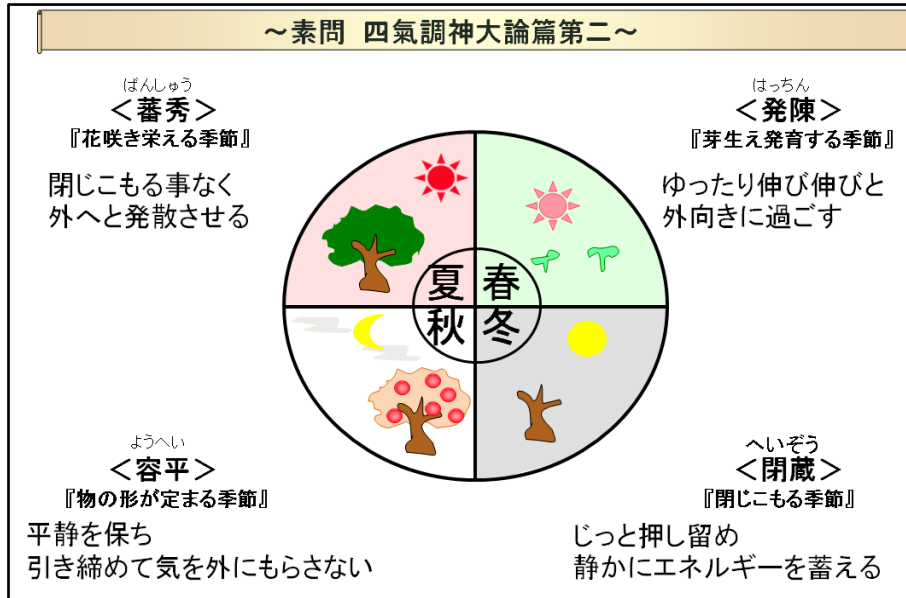 ～素問 四氣調神大論篇第二～
ばんしゅう
＜蕃秀＞
『花咲き栄える季節』
閉じこもる事なく
外へと発散させる
はっちん
＜発陳＞
『芽生え発育する季節』
ゆったり伸び伸びと
外向きに過ごす
夏 春
秋 冬
ようへい
＜容平＞
『物の形が定まる季節』
平静を保ち
引き締めて気を外にもらさない
へいぞう
＜閉蔵＞
『閉じこもる季節』
じっと押し留め
静かにエネルギーを蓄える